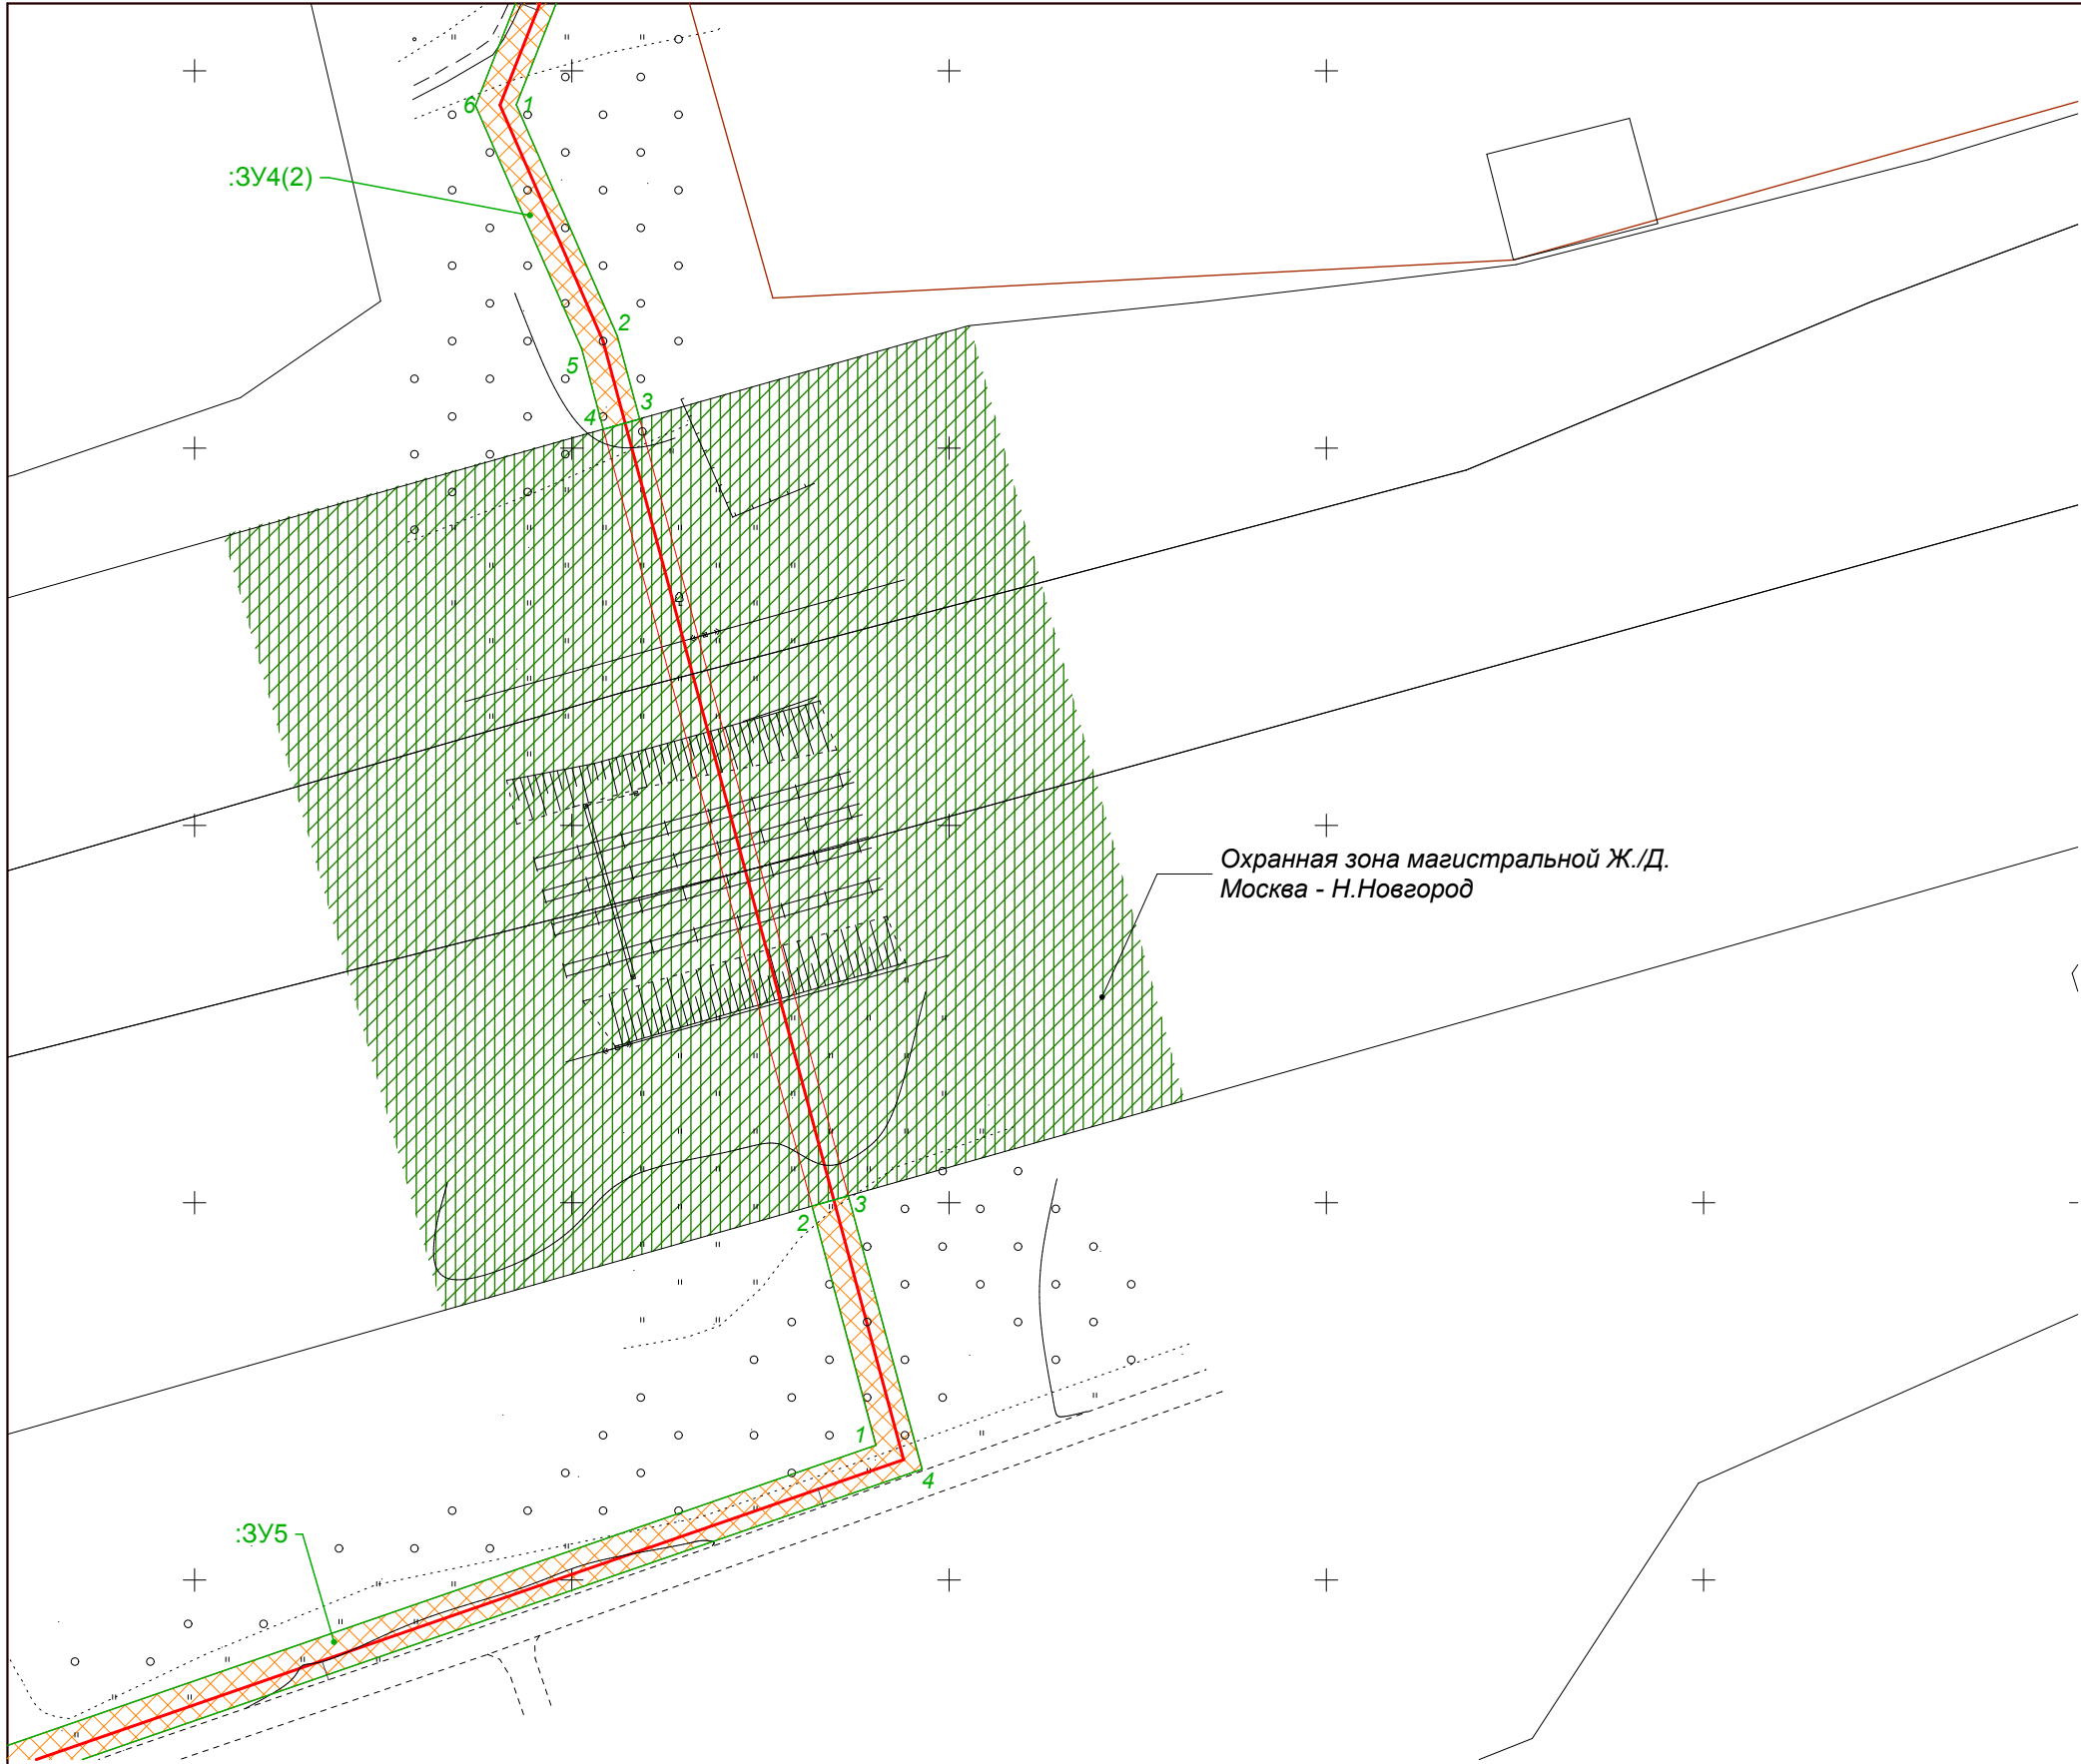 6
1
:ЗУ4(2)
2
5
3
4
Охранная зона магистральной Ж./Д.
Москва - Н.Новгород
3
2
1
4
:ЗУ5